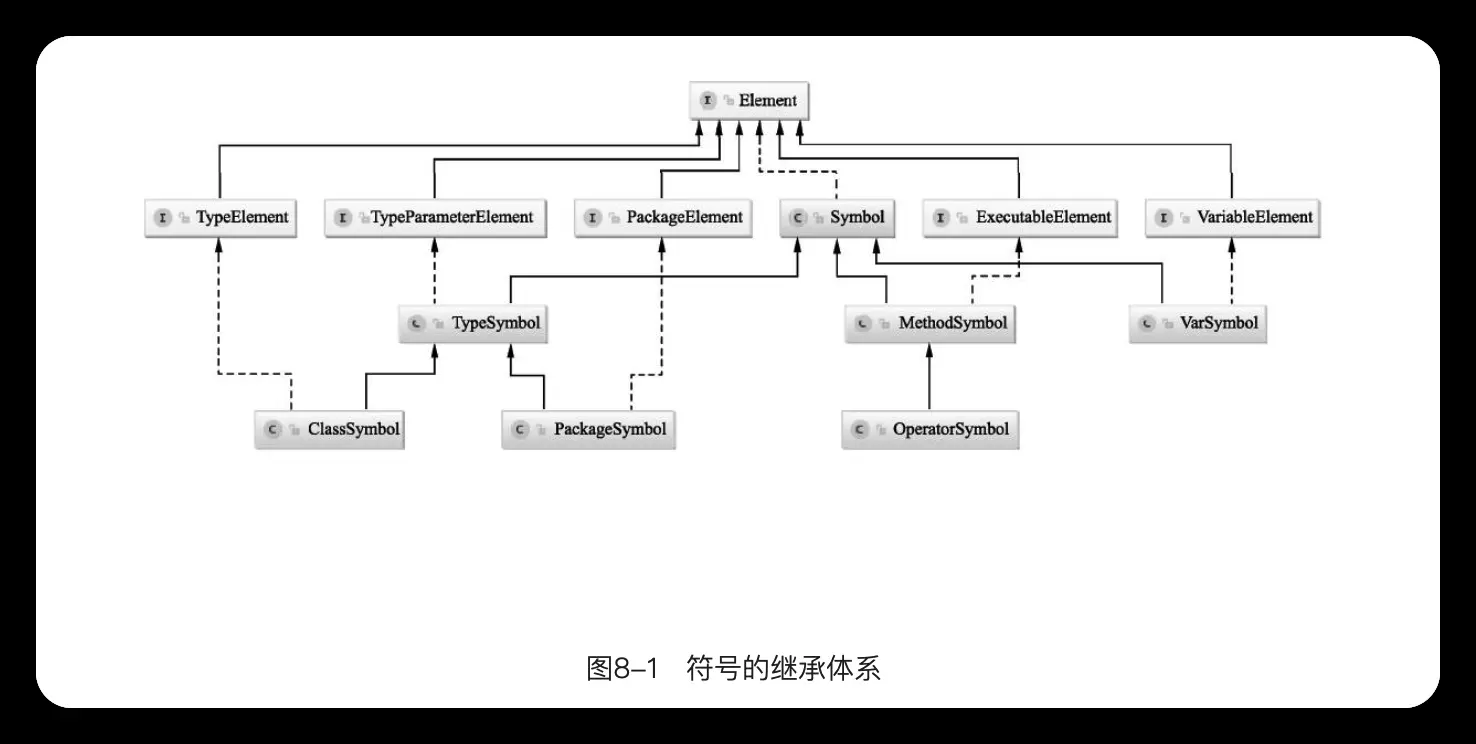 I Element
I TypeElement
I TypeParameterElement
I PackageElement
C Symbol
I ExecutableElement
I VariableElement
C TypeSymbol
C MethodSymbol
C VarSymbol
C ClassSymbol
C PackageSymbol
C OperatorSymbol
图8-1 符号的继承体系